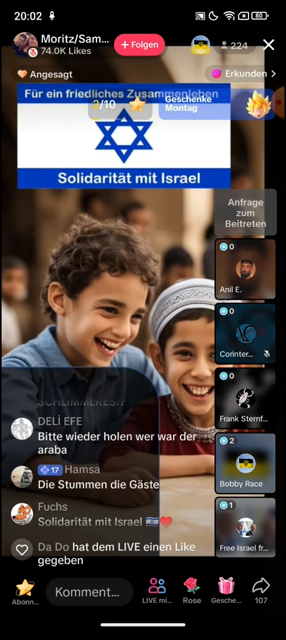 20:02
80
Moritz/Sam...
74.0K Likes
+ Folgen
224
Angesagt
Erkunden >
Für ein friedliches Zusammenleben
2/10
Geschenke
Montag
Solidarität mit Israel
Anfrage
zum
Beitreten
0
Anil E.
0
Corinter...
0
Frank Stemf...
2
Bobby Race
1
Free Israel fr...
SCHLIMMERES!?
DELİ EFE
Bitte wieder holen wer war der
araba
17 Hamsa
Die Stummen die Gäste
Fuchs
Solidarität mit Israel 🇮🇱❤️
Da Do hat dem LIVE einen Like
gegeben
Abonn...
Komment...
LIVE mi...
Rose
Gesche...
107